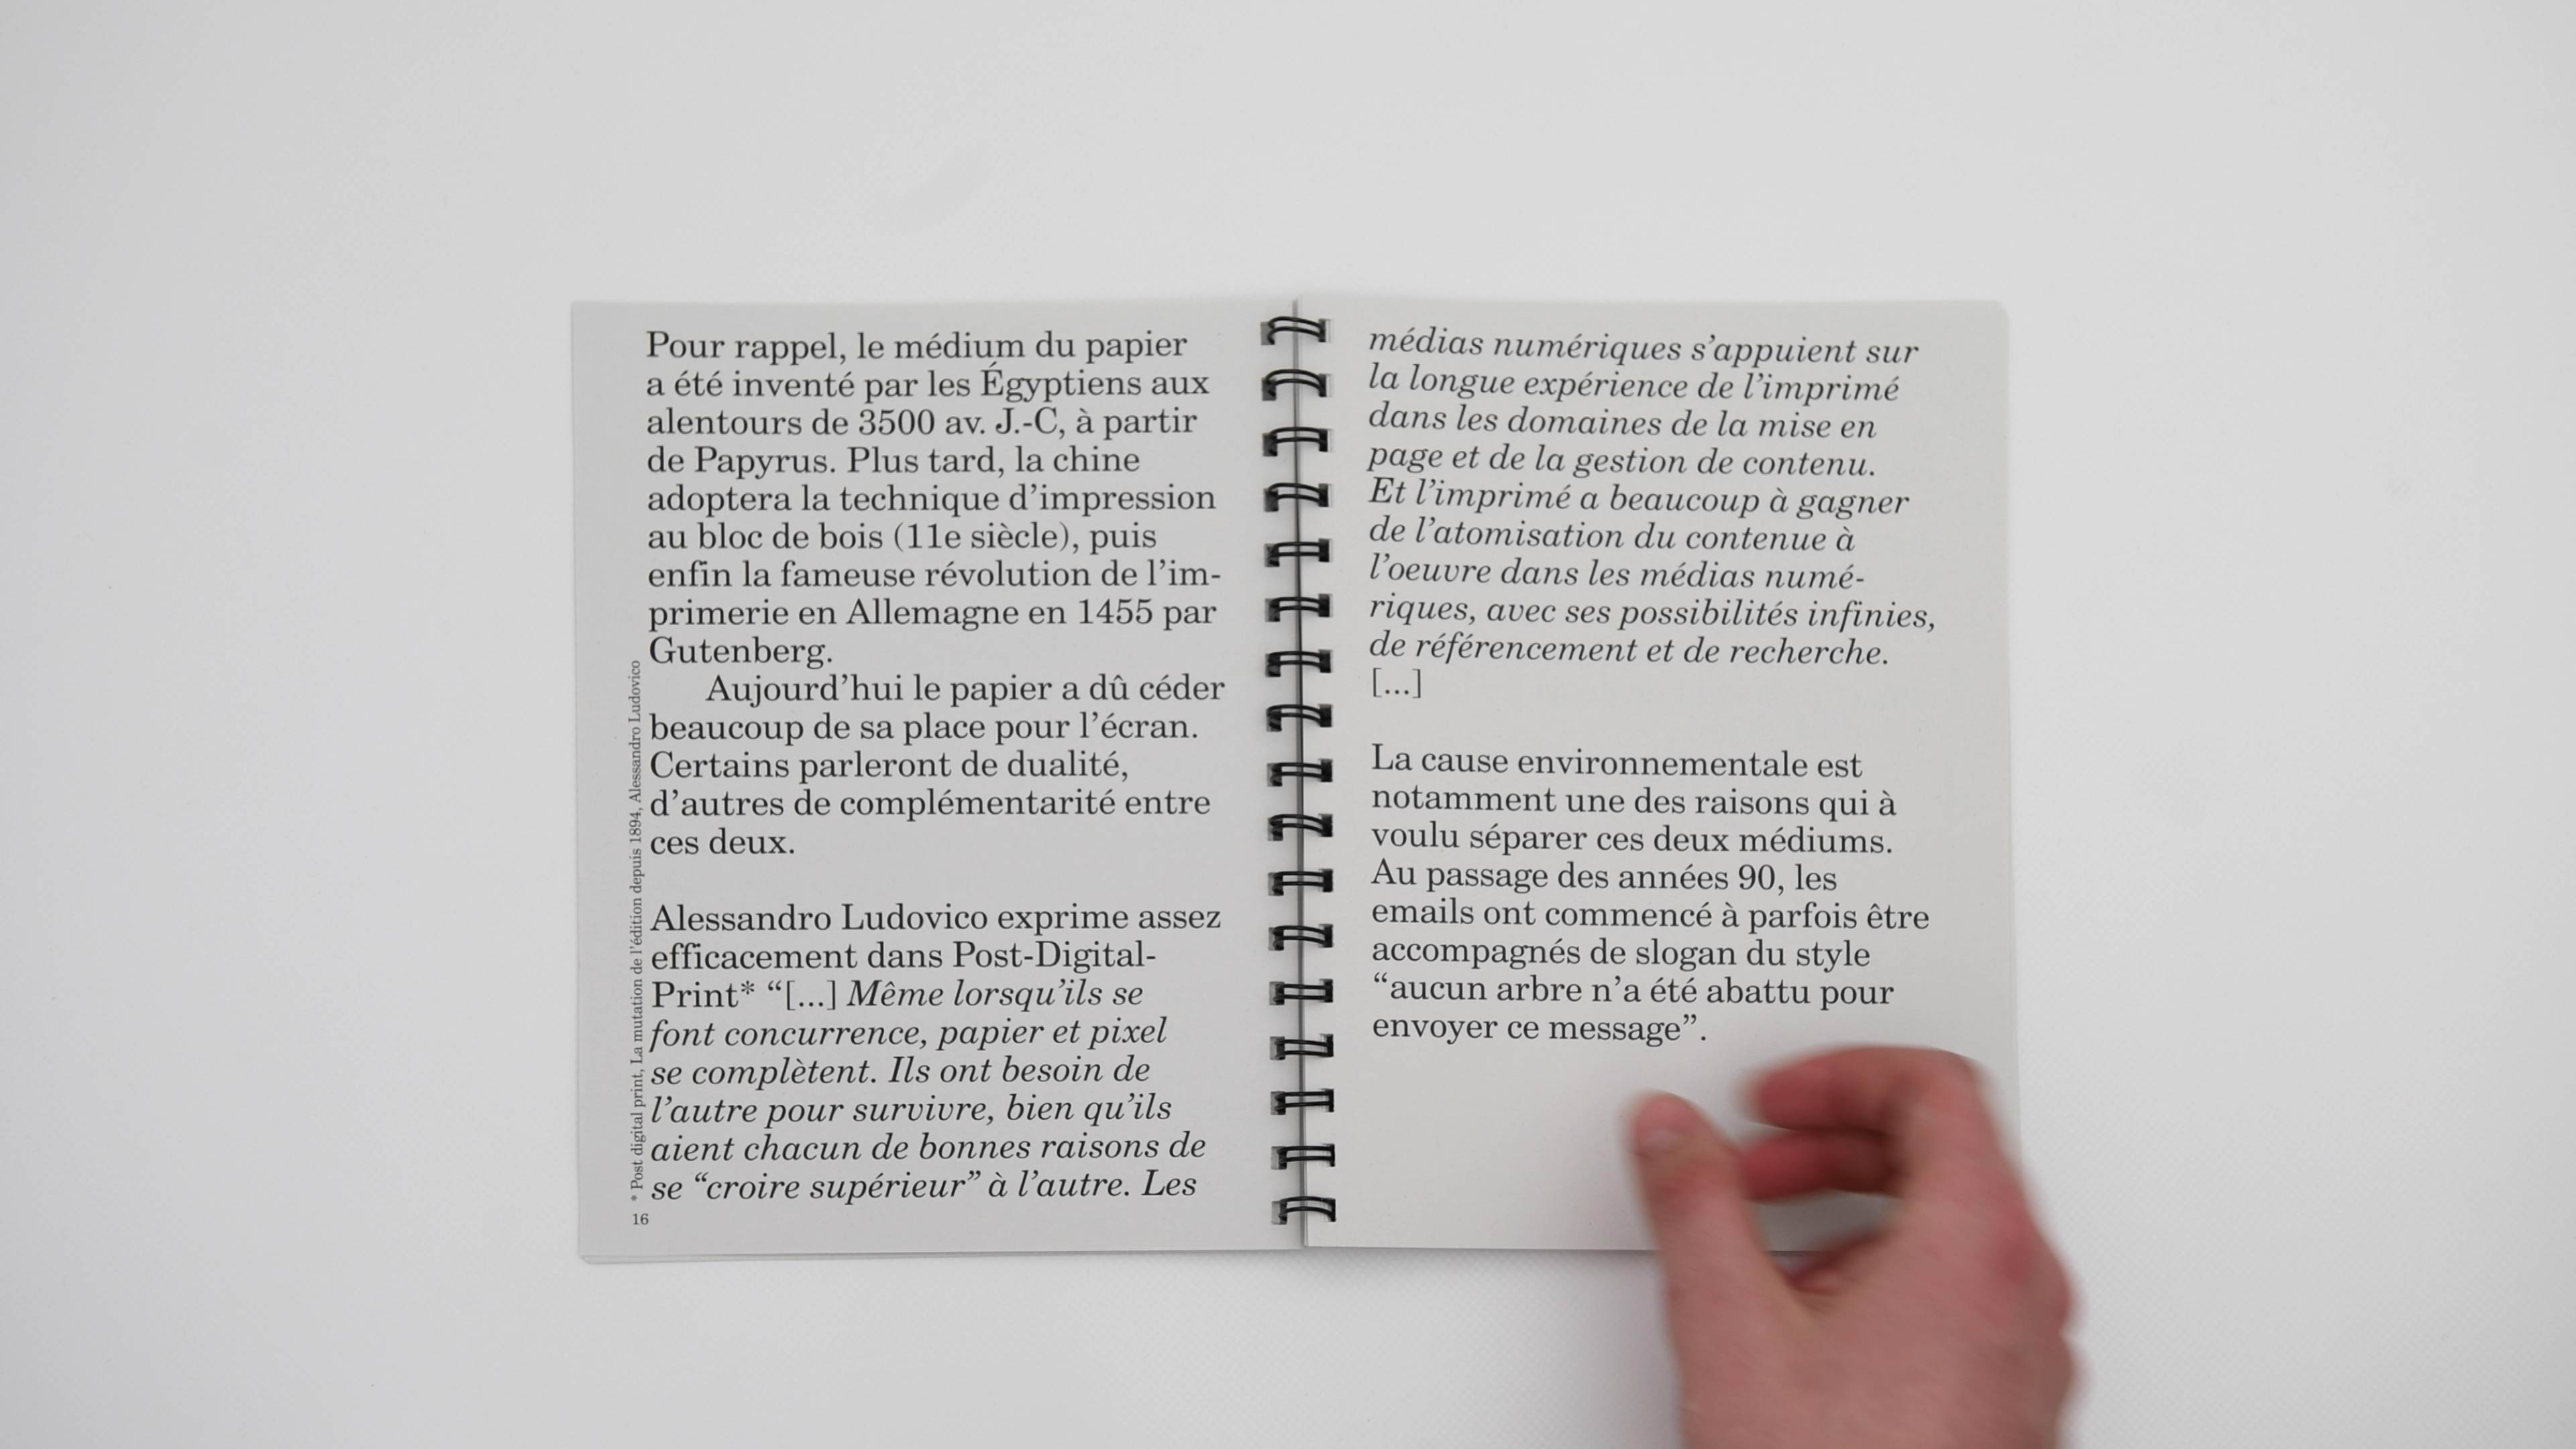 Pour rappel, le médium du papier
a été inventé par les Égyptiens aux
alentours de 3500 av. J.-C, à partir
de Papyrus. Plus tard, la chine
adoptera la technique d’impression
au bloc de bois (11e siècle), puis
enfin la fameuse révolution de l’im-
primerie en Allemagne en 1455 par
Gutenberg.
Aujourd’hui le papier a dû céder
beaucoup de sa place pour l’écran.
Certains parleront de dualité,
d’autres de complémentarité entre
ces deux.
Alessandro Ludovico exprime assez
efficacement dans Post-Digital-
Print* “[...] Même lorsqu’ils se
font concurrence, papier et pixel
se complètent. Ils ont besoin de
l’autre pour survivre, bien qu’ils
aient chacun de bonnes raisons de
se “croire supérieur” à l’autre. Les
* Post digital print, La mutation de l’édition depuis 1894, Alessandro Ludovico
16
médias numériques s’appuient sur
la longue expérience de l’imprimé
dans les domaines de la mise en
page et de la gestion de contenu.
Et l’imprimé a beaucoup à gagner
de l’atomisation du contenue à
l’oeuvre dans les médias numé-
riques, avec ses possibilités infinies,
de référencement et de recherche.
[...]
La cause environnementale est
notamment une des raisons qui à
voulu séparer ces deux médiums.
Au passage des années 90, les
emails ont commencé à parfois être
accompagnés de slogan du style
“aucun arbre n’a été abattu pour
envoyer ce message”.